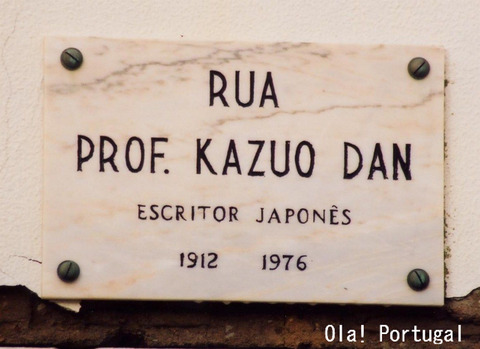 RUA
PROF. KAZUO DAN
ESCRITOR JAPONÊS
1912 1976
Ola! Portugal